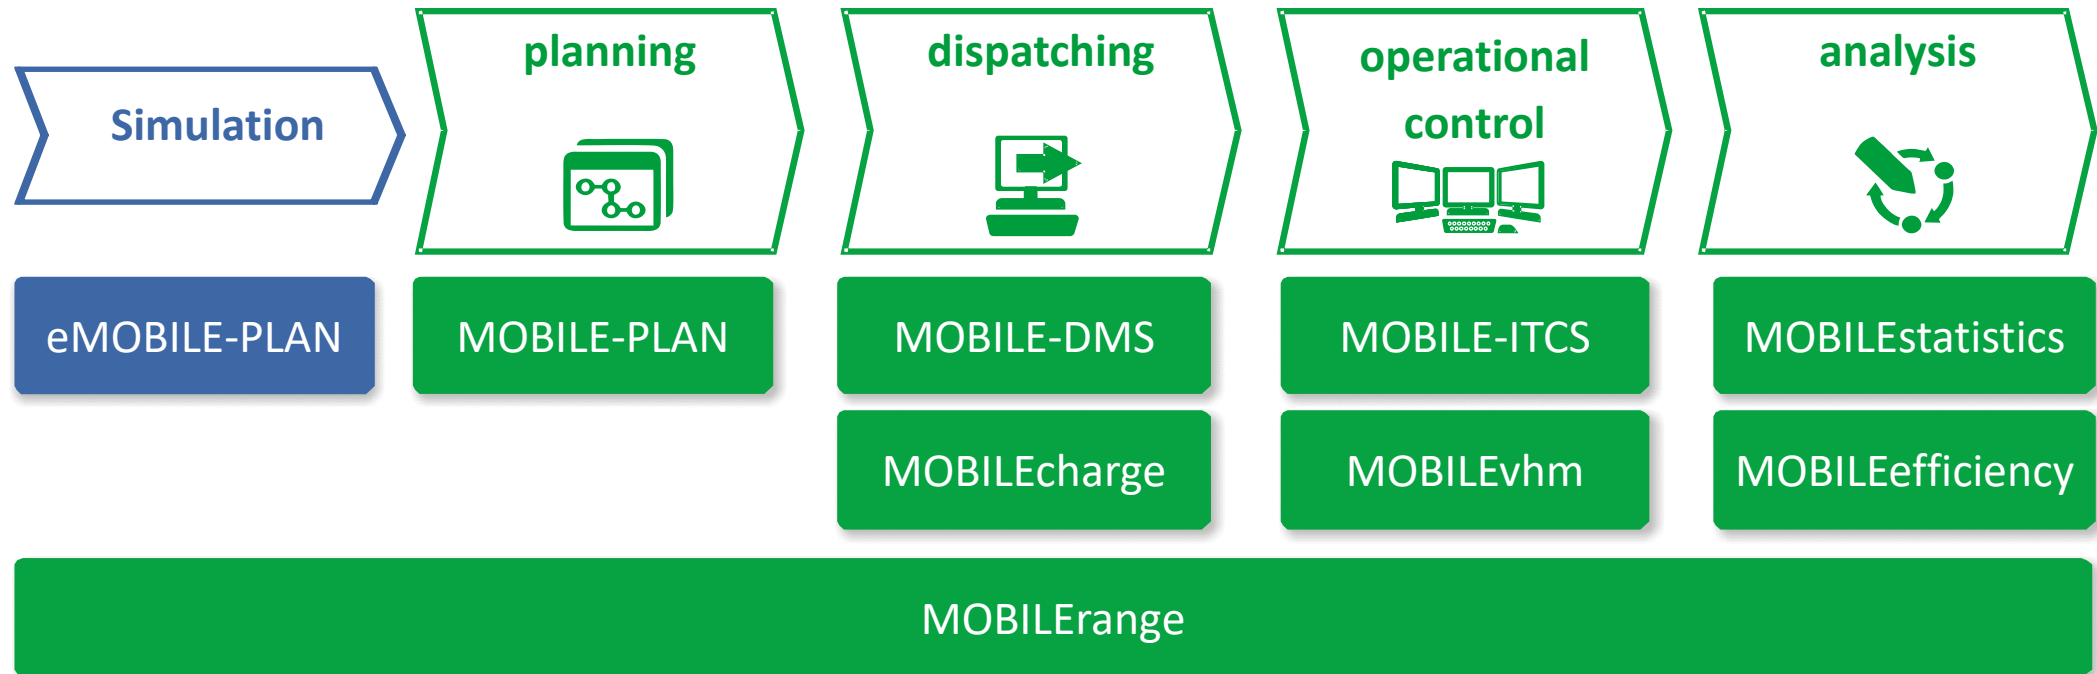 Simulation
planning
dispatching
operational
control
analysis
eMOBILE-PLAN
MOBILE-PLAN
MOBILE-DMS
MOBILE-ITCS
MOBILEstatistics
MOBILEcharge
MOBILEvhm
MOBILEefficiency
MOBILErange